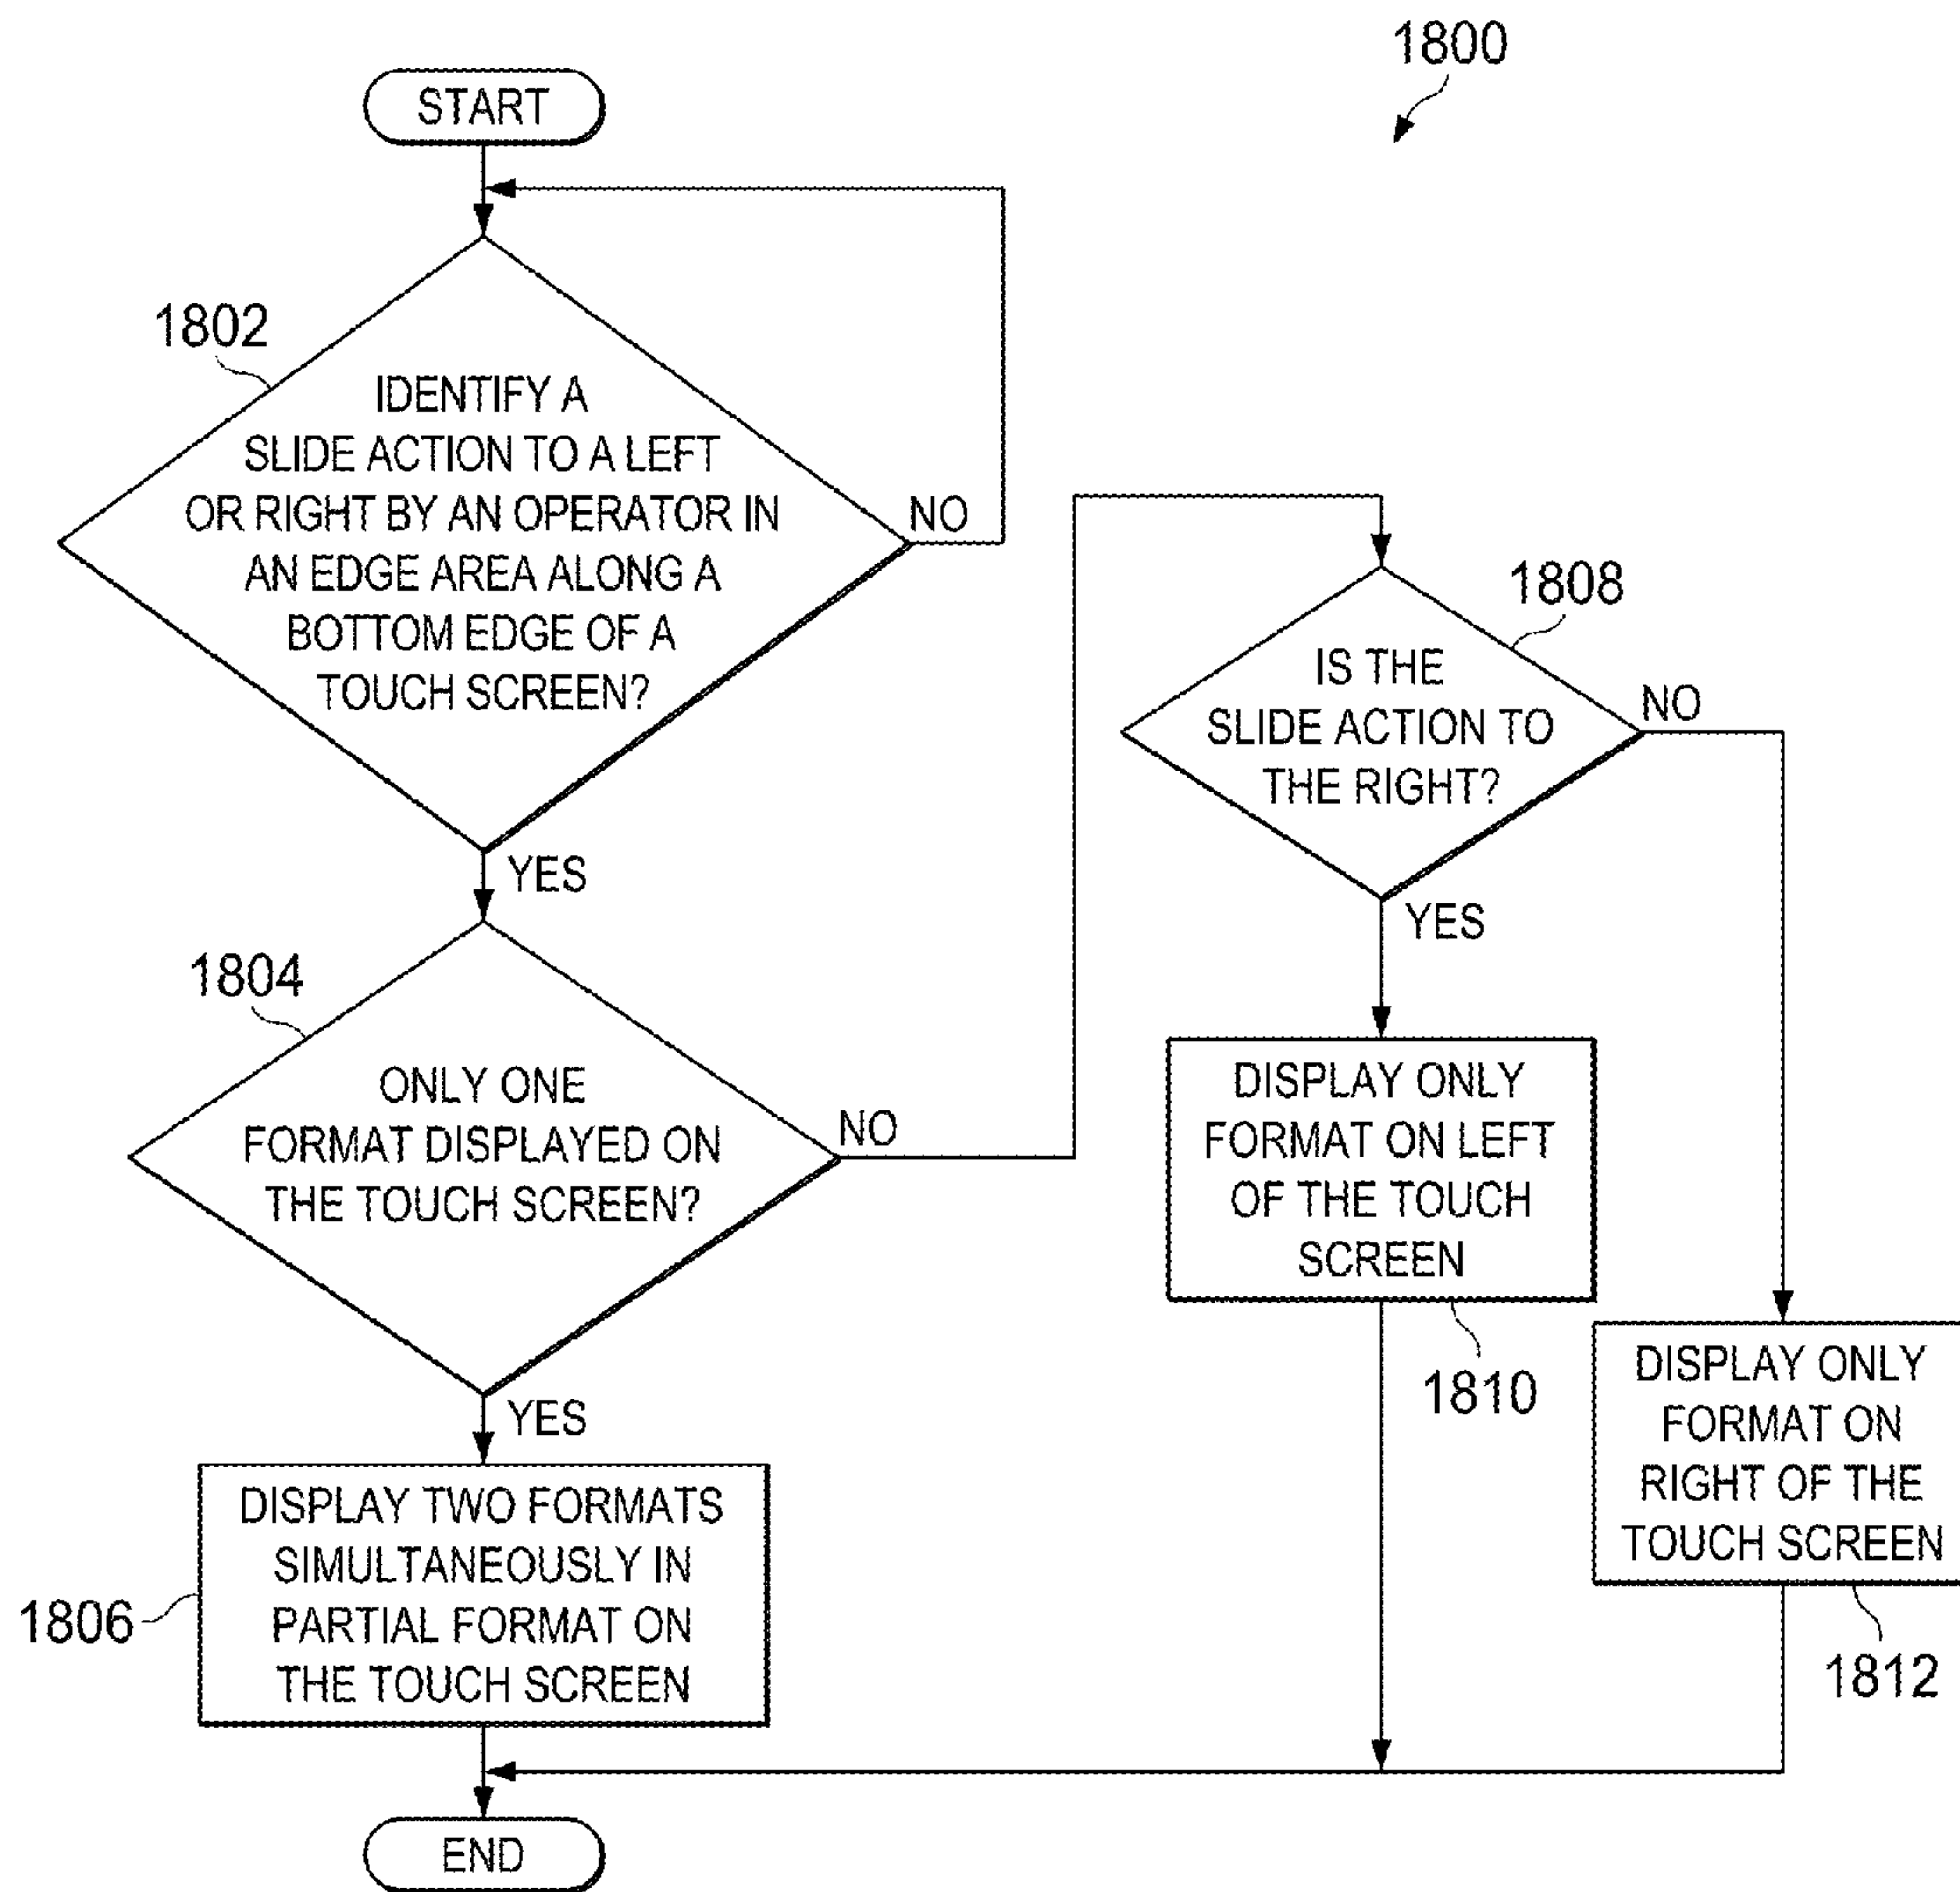 1800
START
1802
IDENTIFY A
SLIDE ACTION TO A LEFT
OR RIGHT BY AN OPERATOR IN
AN EDGE AREA ALONG A
BOTTOM EDGE OF A
TOUCH SCREEN?
NO
YES
1804
ONLY ONE
FORMAT DISPLAYED ON
THE TOUCH SCREEN?
NO
YES
1806
DISPLAY TWO FORMATS
SIMULTANEOUSLY IN
PARTIAL FORMAT ON
THE TOUCH SCREEN
1808
IS THE
SLIDE ACTION TO
THE RIGHT?
NO
YES
DISPLAY ONLY
FORMAT ON LEFT
OF THE TOUCH
SCREEN
1810
DISPLAY ONLY
FORMAT ON
RIGHT OF THE
TOUCH SCREEN
1812
END